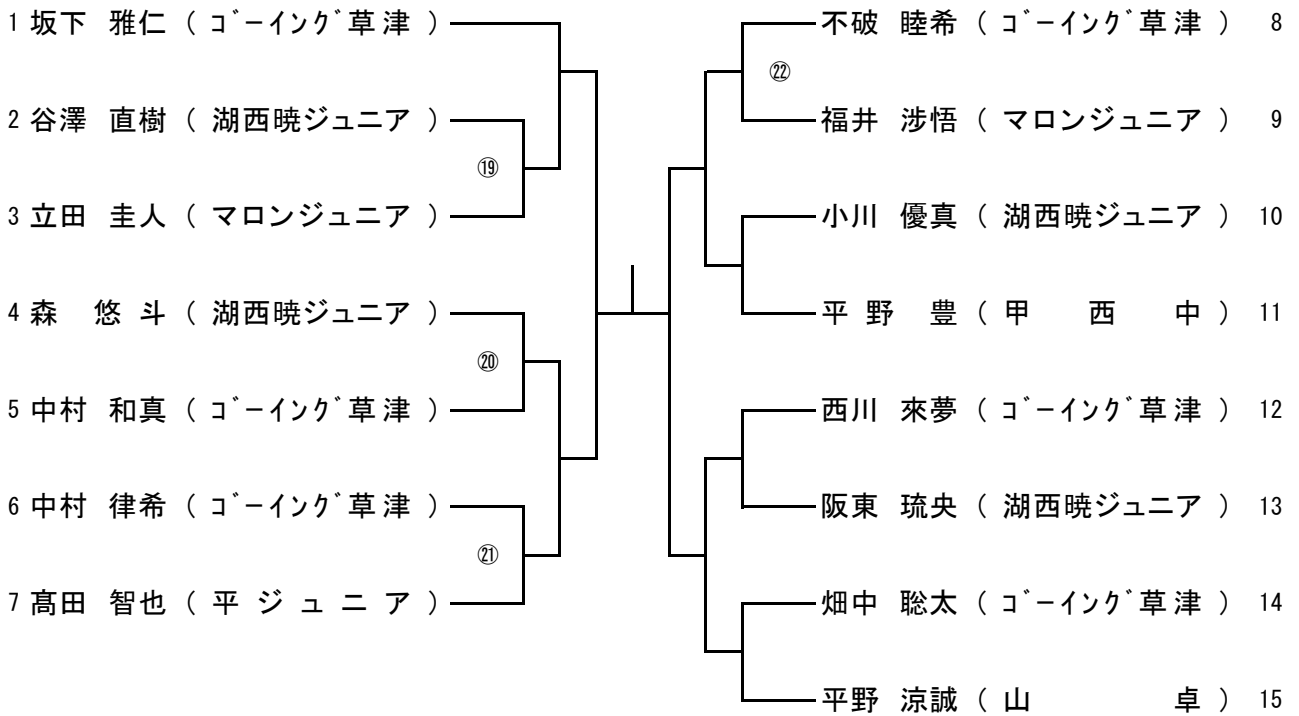 1 坂下 雅仁 ( ｺﾞｰｲﾝｸﾞ草津 )
2 谷澤 直樹 ( 湖西暁ジュニア )
⑲
3 立田 圭人 ( マロンジュニア )
4 森 悠斗 ( 湖西暁ジュニア )
⑳
5 中村 和真 ( ｺﾞｰｲﾝｸﾞ草津 )
6 中村 律希 ( ｺﾞｰｲﾝｸﾞ草津 )
㉑
7 髙田 智也 ( 平ジュニア )
不破 睦希 ( ｺﾞｰｲﾝｸﾞ草津 ) 8
㉒
福井 渉悟 ( マロンジュニア ) 9
小川 優真 ( 湖西暁ジュニア ) 10
平野 豊 ( 甲西中 ) 11
西川 來夢 ( ｺﾞｰｲﾝｸﾞ草津 ) 12
阪東 琉央 ( 湖西暁ジュニア ) 13
畑中 聡太 ( ｺﾞｰｲﾝｸﾞ草津 ) 14
平野 涼誠 ( 山卓 ) 15